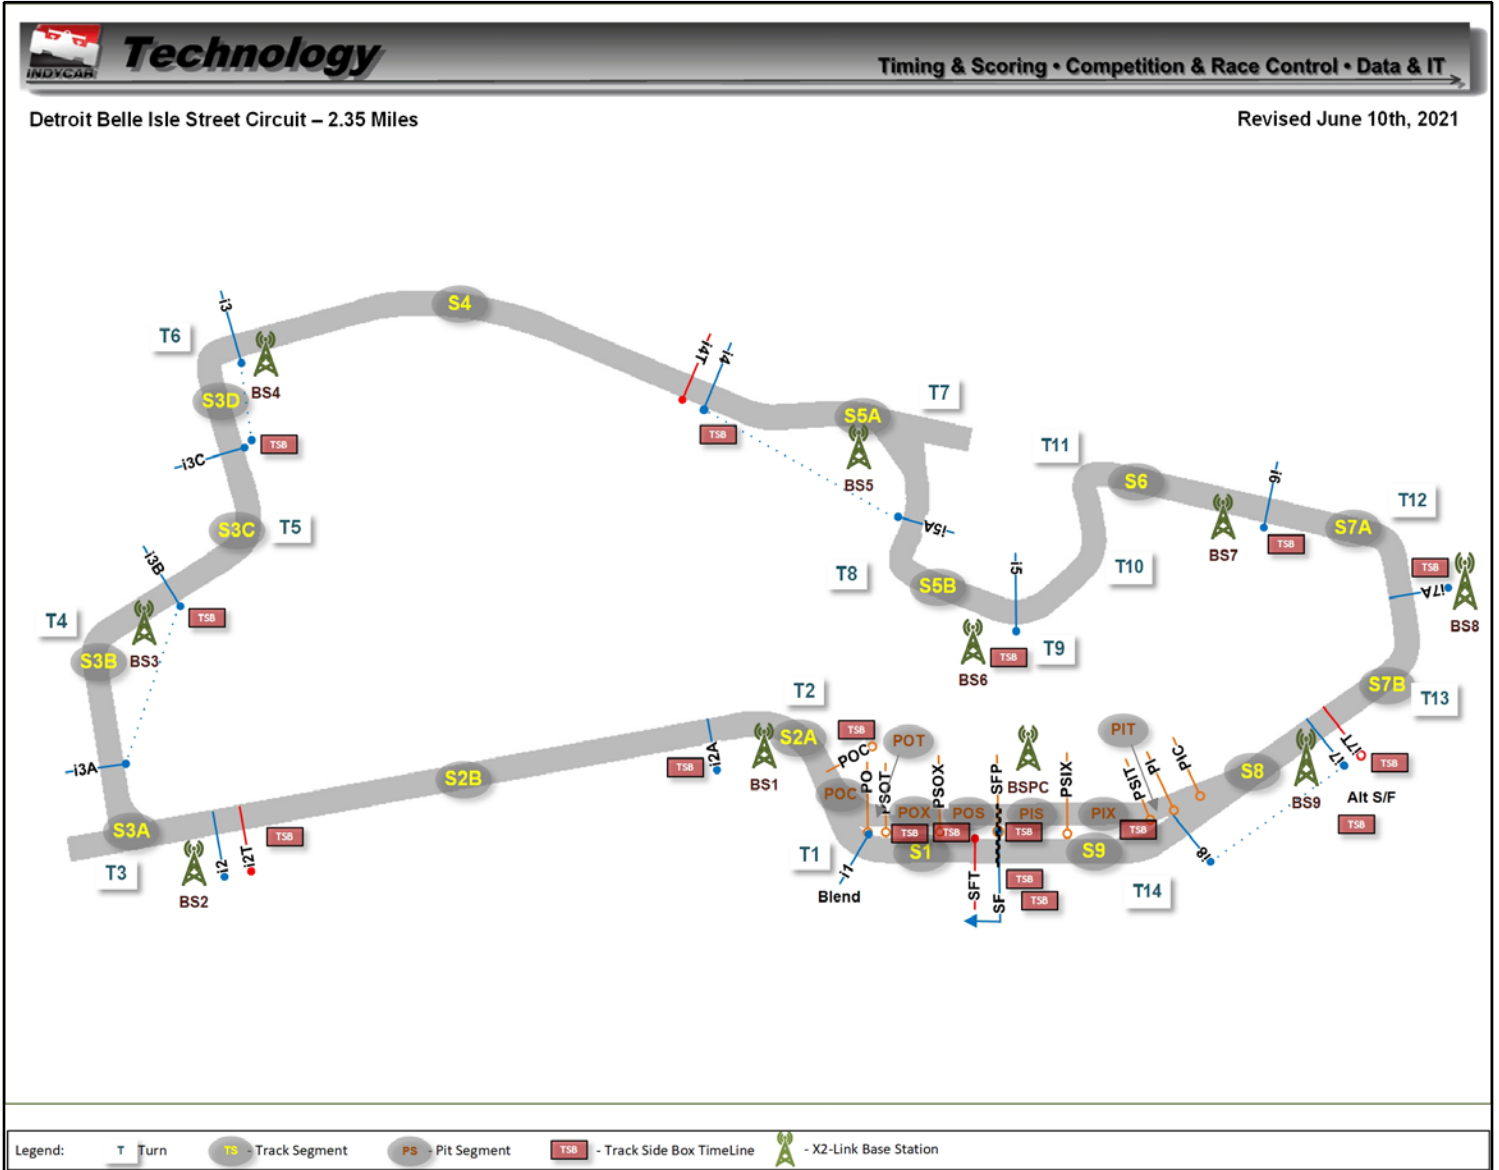 INDYCAR
Technology
Timing & Scoring • Competition & Race Control • Data & IT
Detroit Belle Isle Street Circuit – 2.35 Miles
Revised June 10th, 2021
i3
S4
T6
BS4
i4T
i4
S3D
TSB
i3C
TSB
S5A
T7
BS5
T11
S6
i6
T12
S7A
BS7
TSB
S3C
T5
i5A
i3B
T8
S5B
i5
T10
TSB
i7A
BS8
T4
TSB
BS3
S3B
BS6
TSB
T9
T2
S7B
T13
i3A
S2B
TSB
i2A
BS1
S2A
TSB
POC
POT
PO
PSOT
PSOX
SFP
BSPC
PSIX
PIT
PSIT
PI
PIC
S8
i7T
i7
TSB
BS9
Alt S/F
TSB
POC
POX
POS
PIS
PIX
TSB
TSB
TSB
TSB
S3A
T3
BS2
i2
i2T
TSB
T1
S1
S9
i8
i1
Blend
SFT
SF
TSB
TSB
T14
Legend:
T Turn
TS - Track Segment
PS - Pit Segment
TSB - Track Side Box TimeLine
- X2-Link Base Station